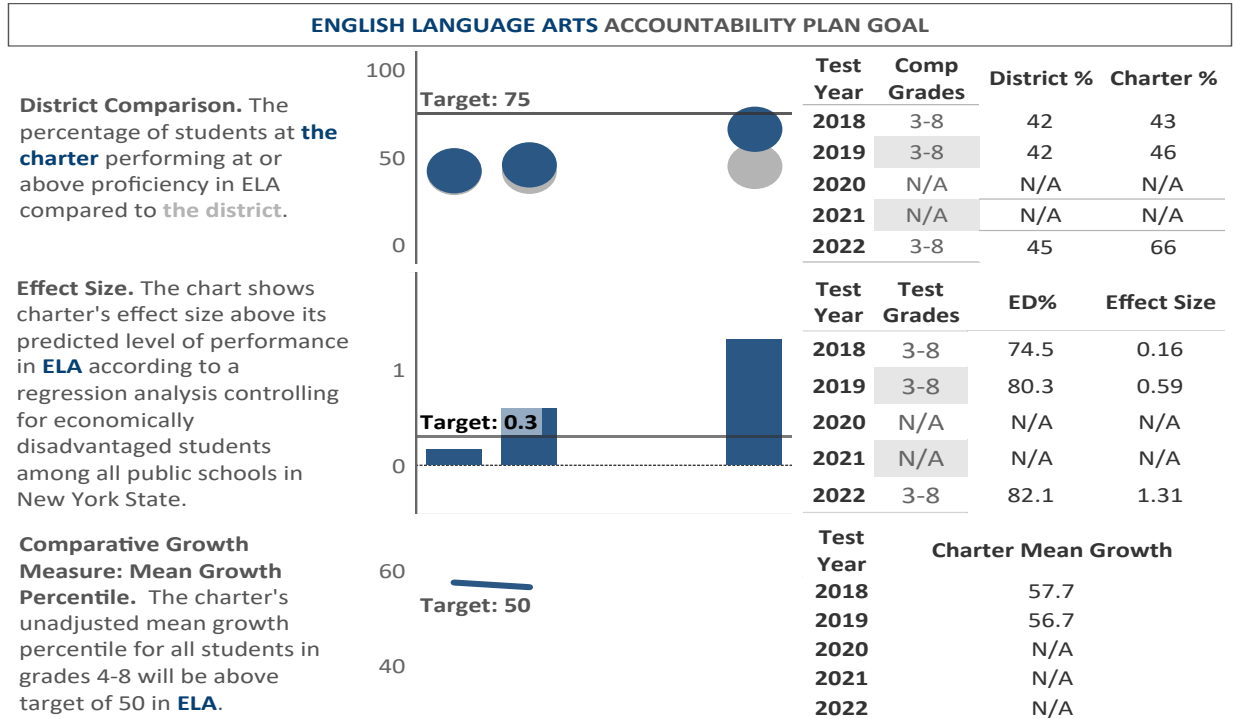 ENGLISH LANGUAGE ARTS ACCOUNTABILITY PLAN GOAL
District Comparison. The
percentage of students at the
charter performing at or
above proficiency in ELA
compared to the district.
100
50
0
Target: 75
Test Year Comp Grades District % Charter %
2018 3-8 42 43
2019 3-8 42 46
2020 N/A N/A N/A
2021 N/A N/A N/A
2022 3-8 45 66
Effect Size. The chart shows
charter's effect size above its
predicted level of performance
in ELA according to a
regression analysis controlling
for economically
disadvantaged students
among all public schools in
New York State.
1
0
Target: 0.3
Test Year Test Grades ED% Effect Size
2018 3-8 74.5 0.16
2019 3-8 80.3 0.59
2020 N/A N/A N/A
2021 N/A N/A N/A
2022 3-8 82.1 1.31
Comparative Growth
Measure: Mean Growth
Percentile. The charter's
unadjusted mean growth
percentile for all students in
grades 4-8 will be above
target of 50 in ELA.
60
40
Target: 50
Test Year Charter Mean Growth
2018 57.7
2019 56.7
2020 N/A
2021 N/A
2022 N/A